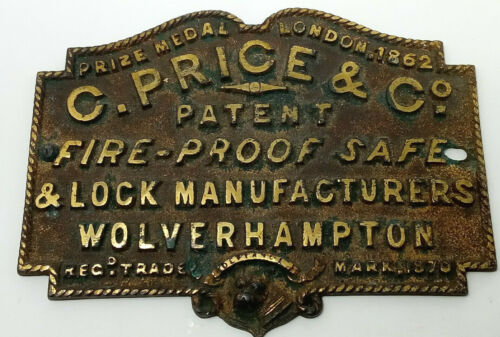 PRIZE MEDAL LONDON. 1862.
C. PRICE & Cº
PATENT
FIRE-PROOF SAFE
& LOCK MANUFACTURERS
WOLVERHAMPTON
REGᴰ. TRADE MARK. 1870